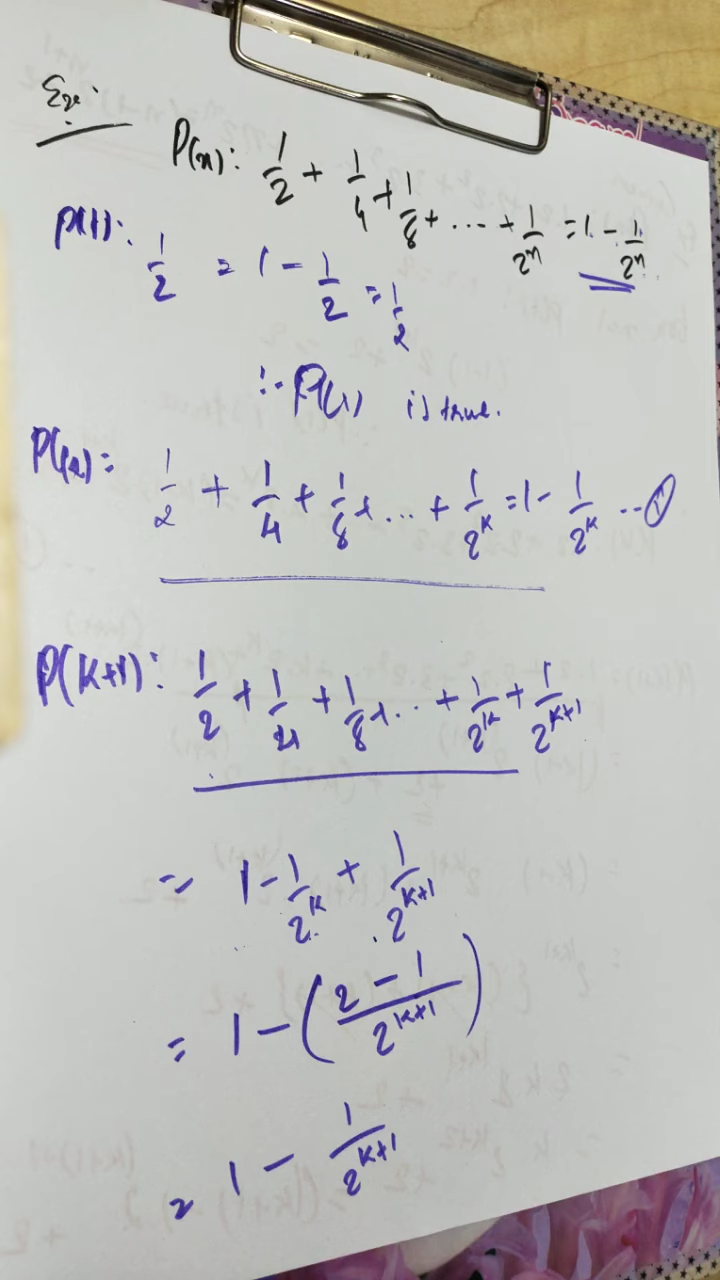 Ex:
P(n): 1/2 + 1/4 + 1/8 + ... + 1/2^n = 1 - 1/2^n
P(1): 1/2 = 1 - 1/2 = 1/2
∴ P(1) is true.
P(k): 1/2 + 1/4 + 1/8 + ... + 1/2^k = 1 - 1/2^k ... ①
P(k+1): 1/2 + 1/4 + 1/8 + ... + 1/2^k + 1/2^(k+1)
= 1 - 1/2^k + 1/2^(k+1)
= 1 - ((2 - 1)/2^(k+1))
= 1 - 1/2^(k+1)